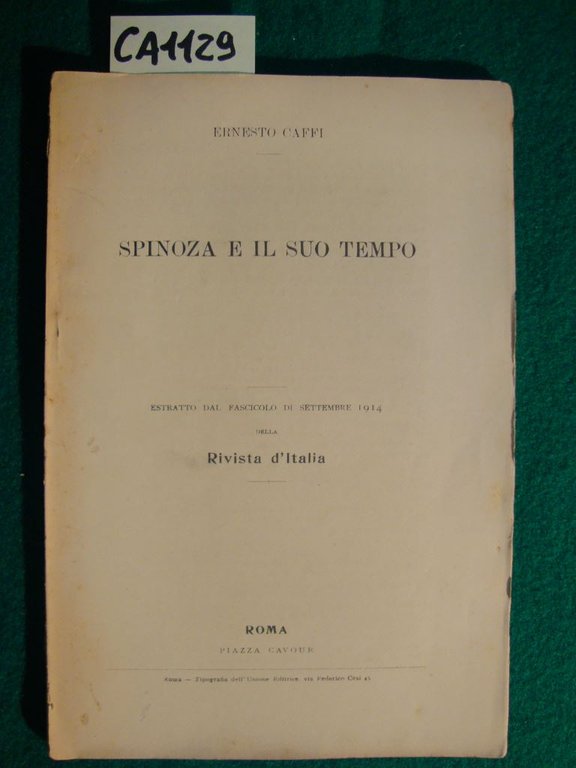 CA1129
ERNESTO CAFFI
SPINOZA E IL SUO TEMPO
ESTRATTO DAL FASCICOLO DI SETTEMBRE 1914
DELLA
Rivista d'Italia
ROMA
PIAZZA CAVOUR
Roma — Tipografia dell'Unione Editrice, via Federico Cesi 45